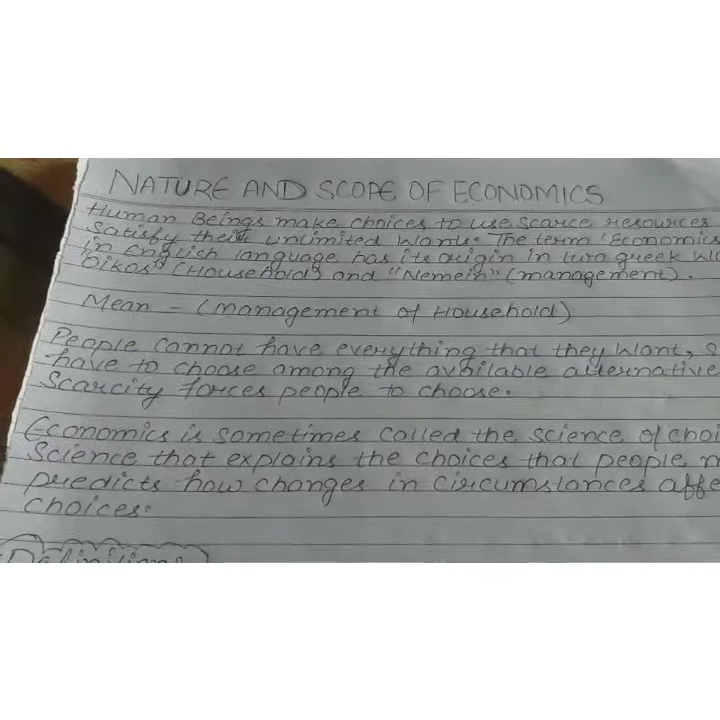 NATURE AND SCOPE OF ECONOMICS
Human Beings make choices to use scarce resources
Satisfy their unlimited wants. The term 'Economics
in English language has its origin in two greek
Oikos" (Household) and "Nemein" (management).
Mean - (management of Household)
People cannot have everything that they want,
have to choose among the available alternative
Scarcity forces people to choose.
Economics is sometimes called the science of choi
Science that explains the choices that people
predicts how changes in circumstances affe
choices.
Definitions